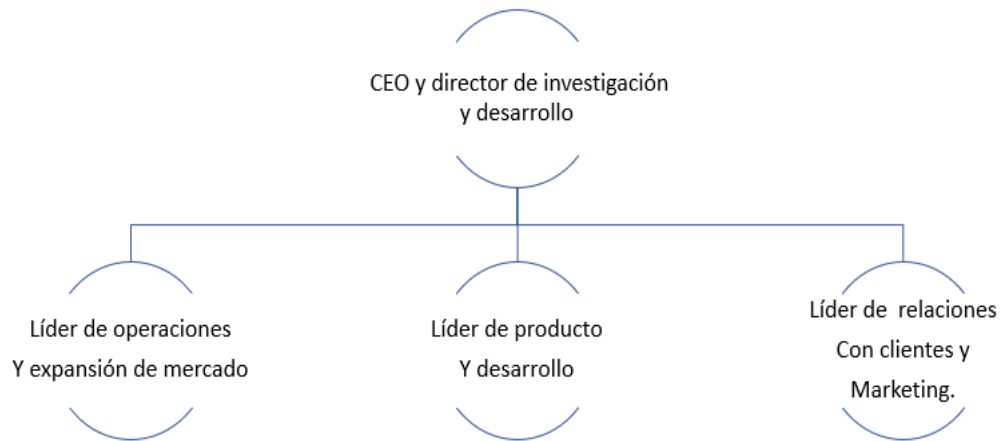 CEO y director de investigación
y desarrollo
Líder de operaciones
Y expansión de mercado
Líder de producto
Y desarrollo
Líder de  relaciones
Con clientes y
Marketing.